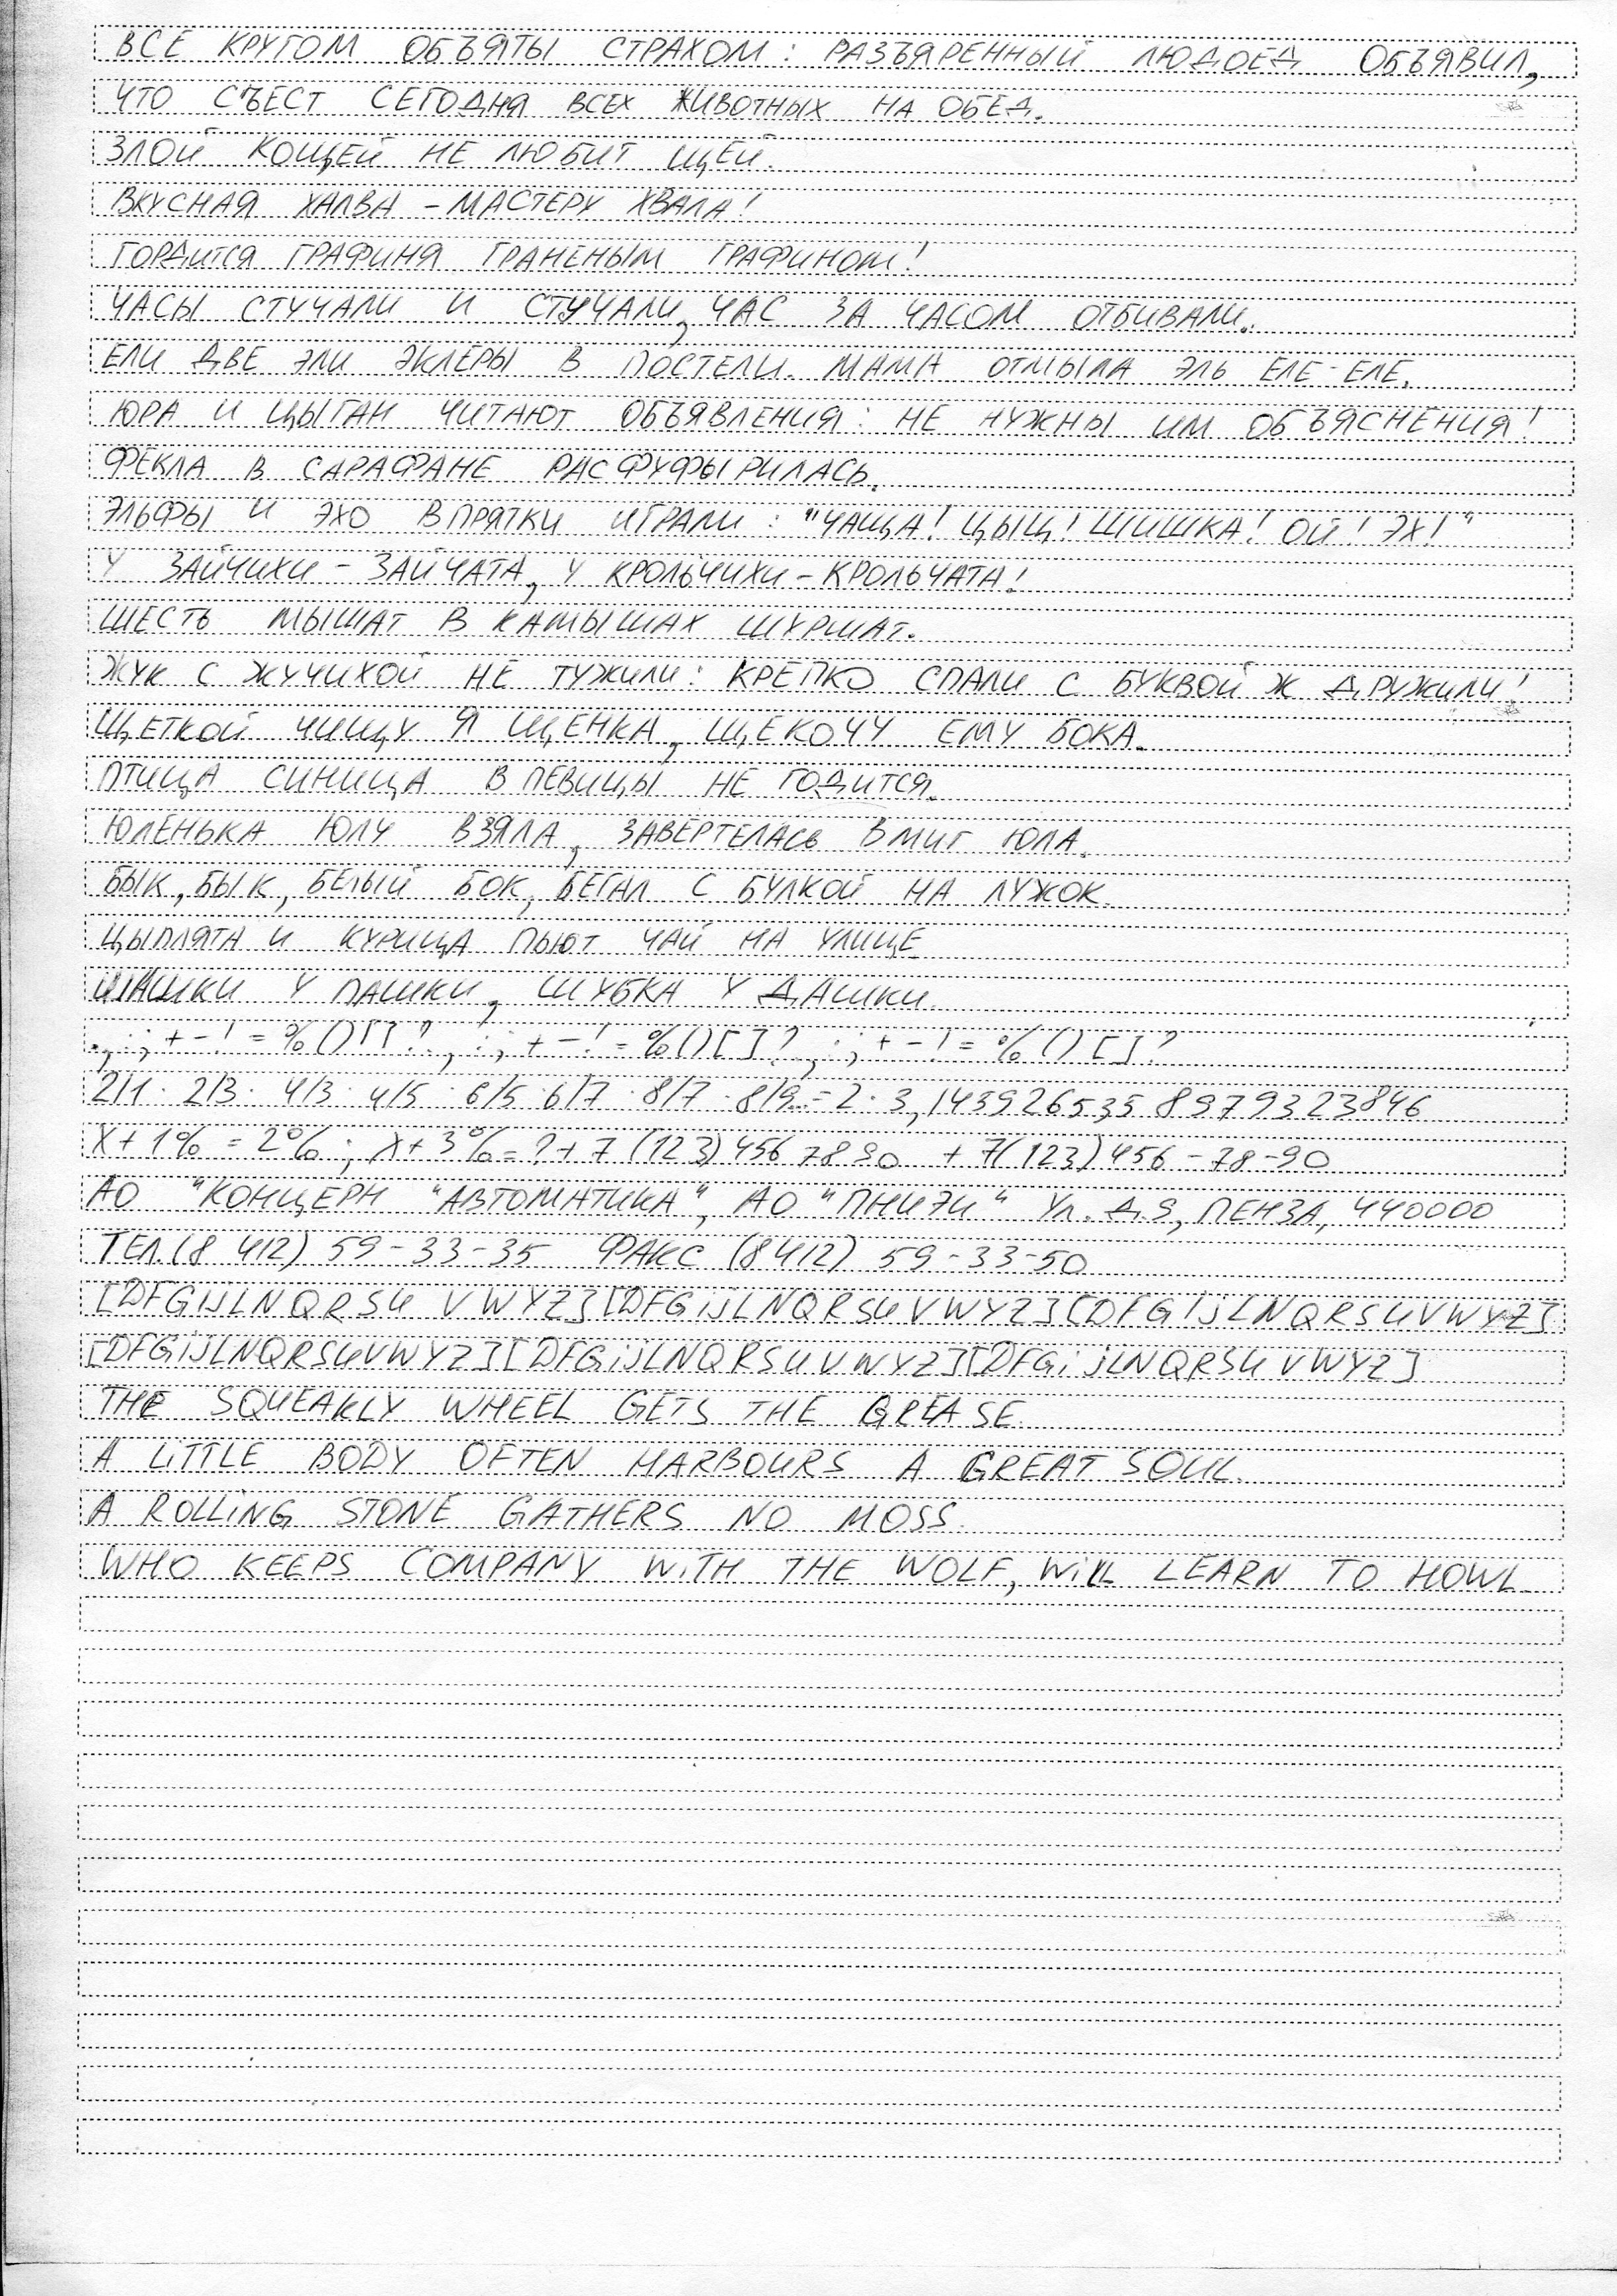 ВСЕ КРУГОМ ОБЪЯТЫ СТРАХОМ: РАЗЪЯРЕННЫЙ ЛЮДОЕД ОБЪЯВИЛ,
ЧТО СЪЕСТ СЕГОДНЯ ВСЕХ ЖИВОТНЫХ НА ОБЕД.
ЗЛОЙ КОЩЕЙ НЕ ЛЮБИТ ЩЕЙ.
ВКУСНАЯ ХАЛВА – МАСТЕРУ ХВАЛА!
ГОРДИТСЯ ГРАФИНЯ ГРАНЕНЫМ ГРАФИНОМ!
ЧАСЫ СТУЧАЛИ И СТУЧАЛИ, ЧАС ЗА ЧАСОМ ОТБИВАЛИ.
ЕЛИ ДВЕ ЭЛИ ЭКЛЕРЫ В ПОСТЕЛИ. МАМА ОТМЫЛА ЭЛЬ ЕЛЕ-ЕЛЕ.
ЮРА И ЦЫГАН ЧИТАЮТ ОБЪЯВЛЕНИЯ: НЕ НУЖНЫ ИМ ОБЪЯСНЕНИЯ!
ФЕКЛА В САРАФАНЕ РАСФУФЫРИЛАСЬ.
ЭЛЬФЫ И ЭХО В ПРЯТКИ ИГРАЛИ: "ЧАЩА! ЦЫЦ! ШИШКА! ОЙ! ЭХ!"
У ЗАЙЧИХИ – ЗАЙЧАТА, У КРОЛЬЧИХИ – КРОЛЬЧАТА!
ШЕСТЬ МЫШАТ В КАМЫШАХ ШУРШАТ.
ЖУК С ЖУЧИХОЙ НЕ ТУЖИЛИ: КРЕПКО СПАЛИ С БУКВОЙ Ж ДРУЖИЛИ!
ЩЕТКОЙ ЧИЩУ Я ЩЕНКА, ЩЕКОЧУ ЕМУ БОКА.
ПТИЦА СИНИЦА В ПЕВИЦЫ НЕ ГОДИТСЯ.
ЮЛЕНЬКА ЮЛУ ВЗЯЛА, ЗАВЕРТЕЛАСЬ ВМИГ ЮЛА.
БЫК, БЫК, БЕЛЫЙ БОК, БЕГАЛ С БУЛКОЙ НА ЛУЖОК.
ЦЫПЛЯТА И КУРИЦА ПЬЮТ ЧАЙ НА УЛИЦЕ
ШАШКИ У ПАШКИ, ШУБКА У ДАШКИ.
.,:;+-!=%()[]?.,:;+-!=%()[]?.,:;+-!=%()[]?
2/1 · 2/3 · 4/3 · 4/5 · 6/5 · 6/7 · 8/7 · 8/9...=2·3,14392653589793238​46
X+1%=2%; X+3%=?+7(123)4567890 +7(123)456-78-90
АО "КОНЦЕРН "АВТОМАТИКА", АО "ПНИЭИ" УЛ. Д.9, ПЕНЗА, 440000
ТЕЛ.(8412) 59-33-35 ФАКС (8412) 59-33-50
[DFGIJLNQRSU VWYZ][DFGiJLNQRSUVWYZ][DFGIJLNQRSUVWYZ]
[DFGiJLNQRSUVWYZ][DFGiJLNQRSUVWYZ][DFGiJLNQRSUVWYZ]
THE SQUEAKLY WHEEL GETS THE GREASE.
A LiTTLE BODY OFTEN HARBOURS A GREAT SOUL.
A ROLLiNG STONE GATHERS NO MOSS.
WHO KEEPS COMPANY WiTH THE WOLF, WiLL LEARN TO HOWL.